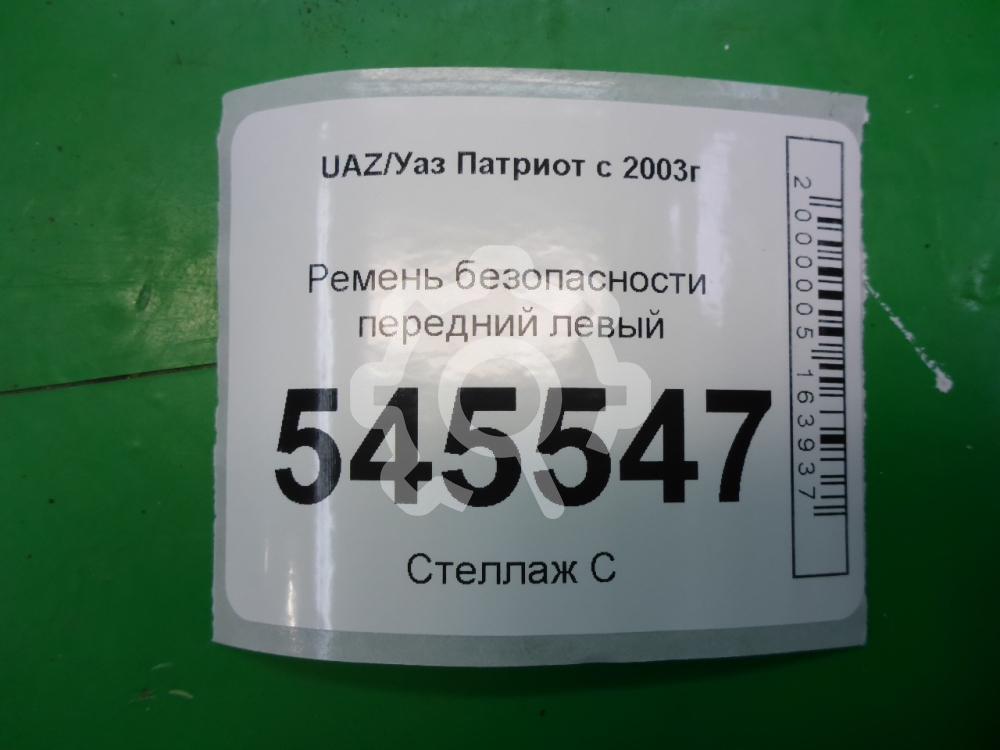 UAZ/Уаз Патриот с 2003г
Ремень безопасности
передний левый
545547
Стеллаж С
2000005163937